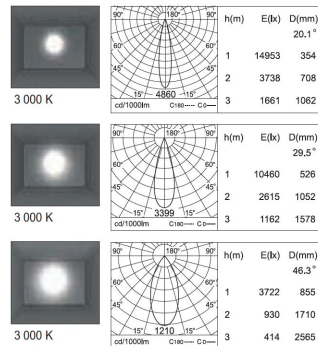 3 000 K
90° 180° 90°
60° 60°
45° 45°
15° 4860 15°
cd/1000lm C180----- C0—
h(m) E(lx) D(mm)
20.1°
1 14953 354
2 3738 708
3 1661 1062
3 000 K
90° 180° 90°
60° 60°
45° 45°
15° 3399 15°
cd/1000lm C180----- C0—
h(m) E(lx) D(mm)
29.5°
1 10460 526
2 2615 1052
3 1162 1578
3 000 K
90° 180° 90°
60° 60°
45° 45°
15° 1210 15°
cd/1000lm C180----- C0—
h(m) E(lx) D(mm)
46.3°
1 3722 855
2 930 1710
3 414 2565